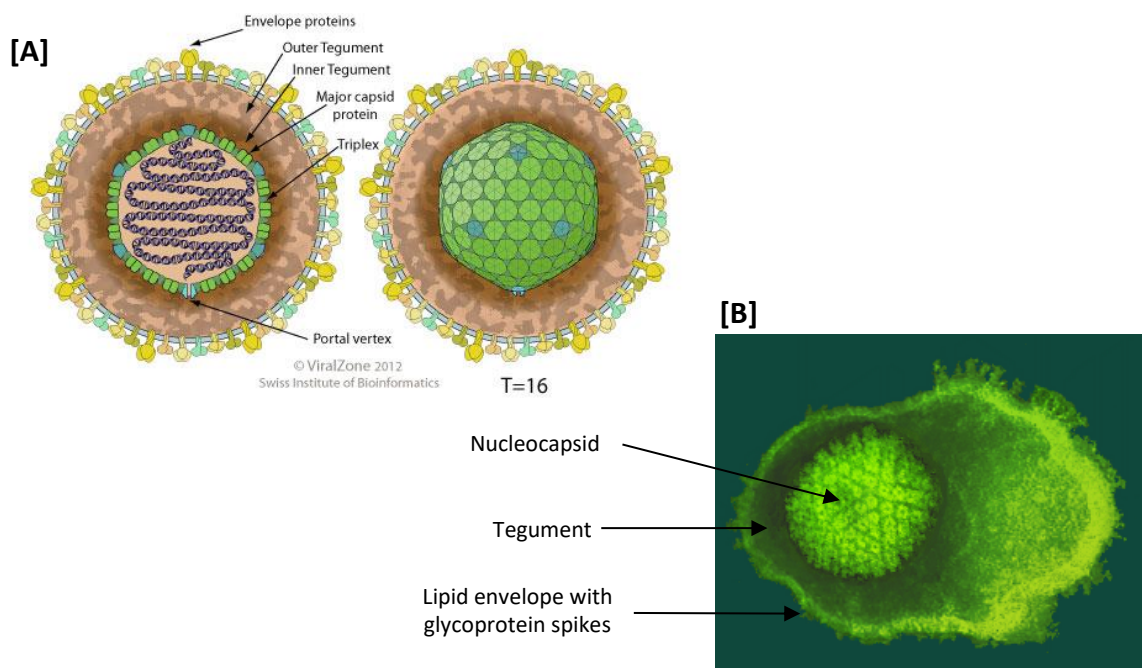 [A]
Envelope proteins
Outer Tegument
Inner Tegument
Major capsid
protein
Triplex
Portal vertex
© ViralZone 2012
Swiss Institute of Bioinformatics
T=16
[B]
Nucleocapsid
Tegument
Lipid envelope with
glycoprotein spikes